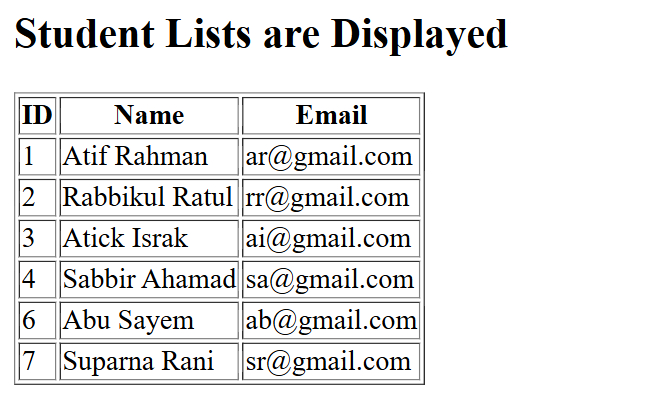 Student Lists are Displayed
ID Name Email
1 Atif Rahman ar@gmail.com
2 Rabbikul Ratul rr@gmail.com
3 Atick Israk ai@gmail.com
4 Sabbir Ahamad sa@gmail.com
6 Abu Sayem ab@gmail.com
7 Suparna Rani sr@gmail.com